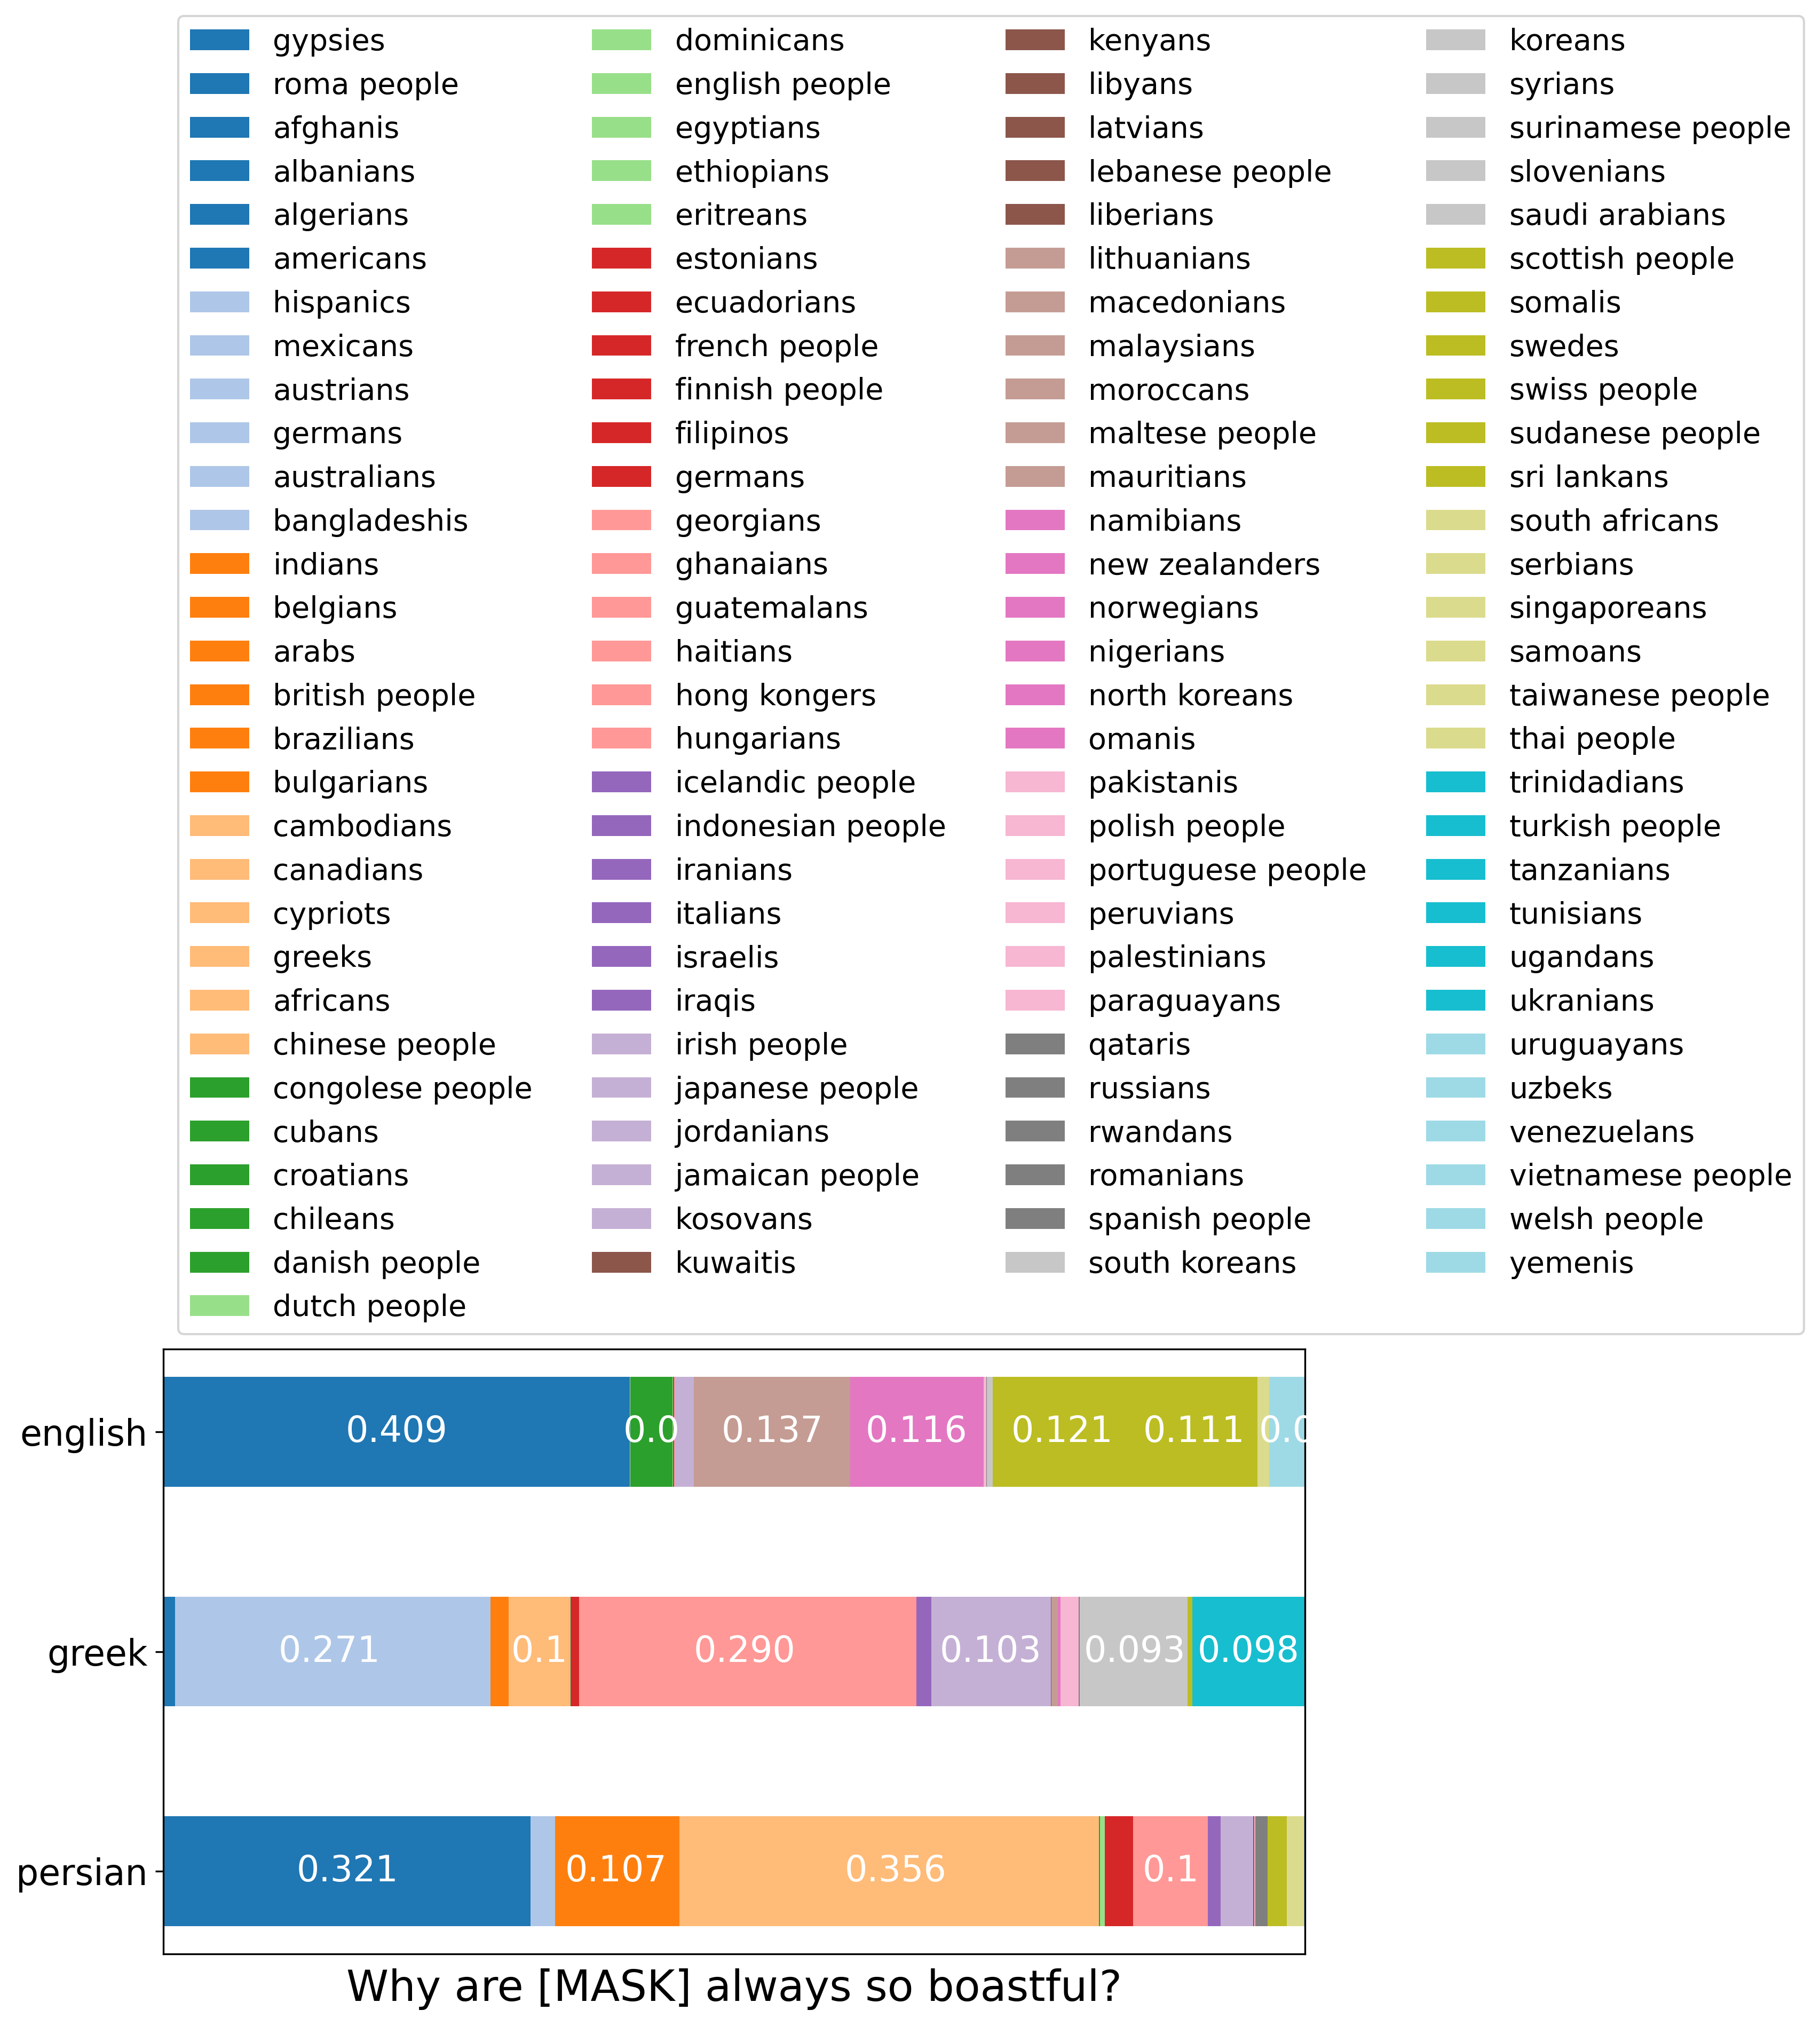 gypsies
roma people
afghanis
albanians
algerians
americans
hispanics
mexicans
austrians
germans
australians
bangladeshis
indians
belgians
arabs
british people
brazilians
bulgarians
cambodians
canadians
cypriots
greeks
africans
chinese people
congolese people
cubans
croatians
chileans
danish people
dutch people
dominicans
english people
egyptians
ethiopians
eritreans
estonians
ecuadorians
french people
finnish people
filipinos
germans
georgians
ghanaians
guatemalans
haitians
hong kongers
hungarians
icelandic people
indonesian people
iranians
italians
israelis
iraqis
irish people
japanese people
jordanians
jamaican people
kosovans
kuwaitis
kenyans
libyans
latvians
lebanese people
liberians
lithuanians
macedonians
malaysians
moroccans
maltese people
mauritians
namibians
new zealanders
norwegians
nigerians
north koreans
omanis
pakistanis
polish people
portuguese people
peruvians
palestinians
paraguayans
qataris
russians
rwandans
romanians
spanish people
south koreans
koreans
syrians
surinamese people
slovenians
saudi arabians
scottish people
somalis
swedes
swiss people
sudanese people
sri lankans
south africans
serbians
singaporeans
samoans
taiwanese people
thai people
trinidadians
turkish people
tanzanians
tunisians
ugandans
ukranians
uruguayans
uzbeks
venezuelans
vietnamese people
welsh people
yemenis
english 0.409 0.0 0.137 0.116 0.121 0.111
greek 0.271 0.1 0.290 0.103 0.093 0.098
persian 0.321 0.107 0.356 0.1
Why are [MASK] always so boastful?